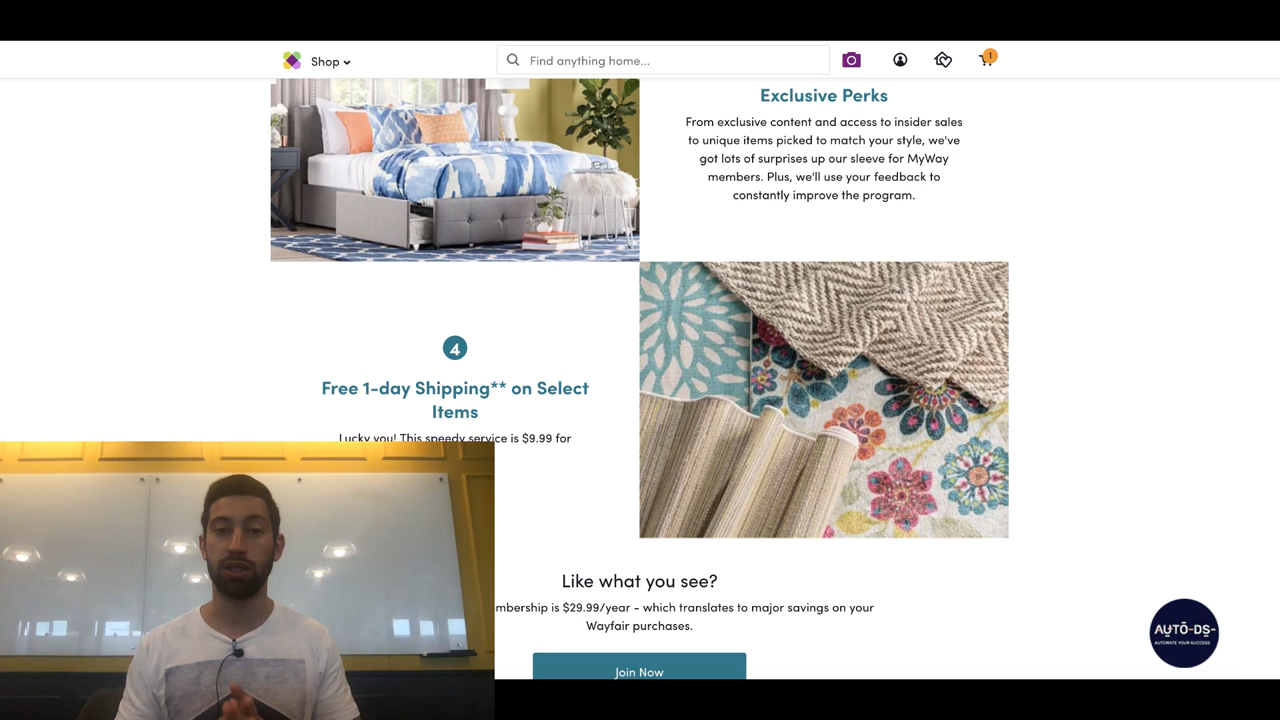 Shop
Find anything home...
1
Exclusive Perks
From exclusive content and access to insider sales
to unique items picked to match your style, we've
got lots of surprises up our sleeve for MyWay
members. Plus, we'll use your feedback to
constantly improve the program.
4
Free 1-day Shipping** on Select
Items
Lucky you! This speedy service is $9.99 for
Like what you see?
mbership is $29.99/year - which translates to major savings on your
Wayfair purchases.
Join Now
AUTO-DS-
AUTOMATE YOUR SUCCESS